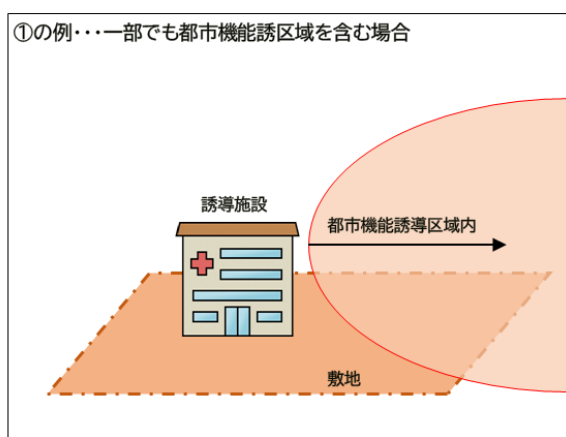 ①の例･･･一部でも都市機能誘区域を含む場合
誘導施設
都市機能誘導区域内
敷地